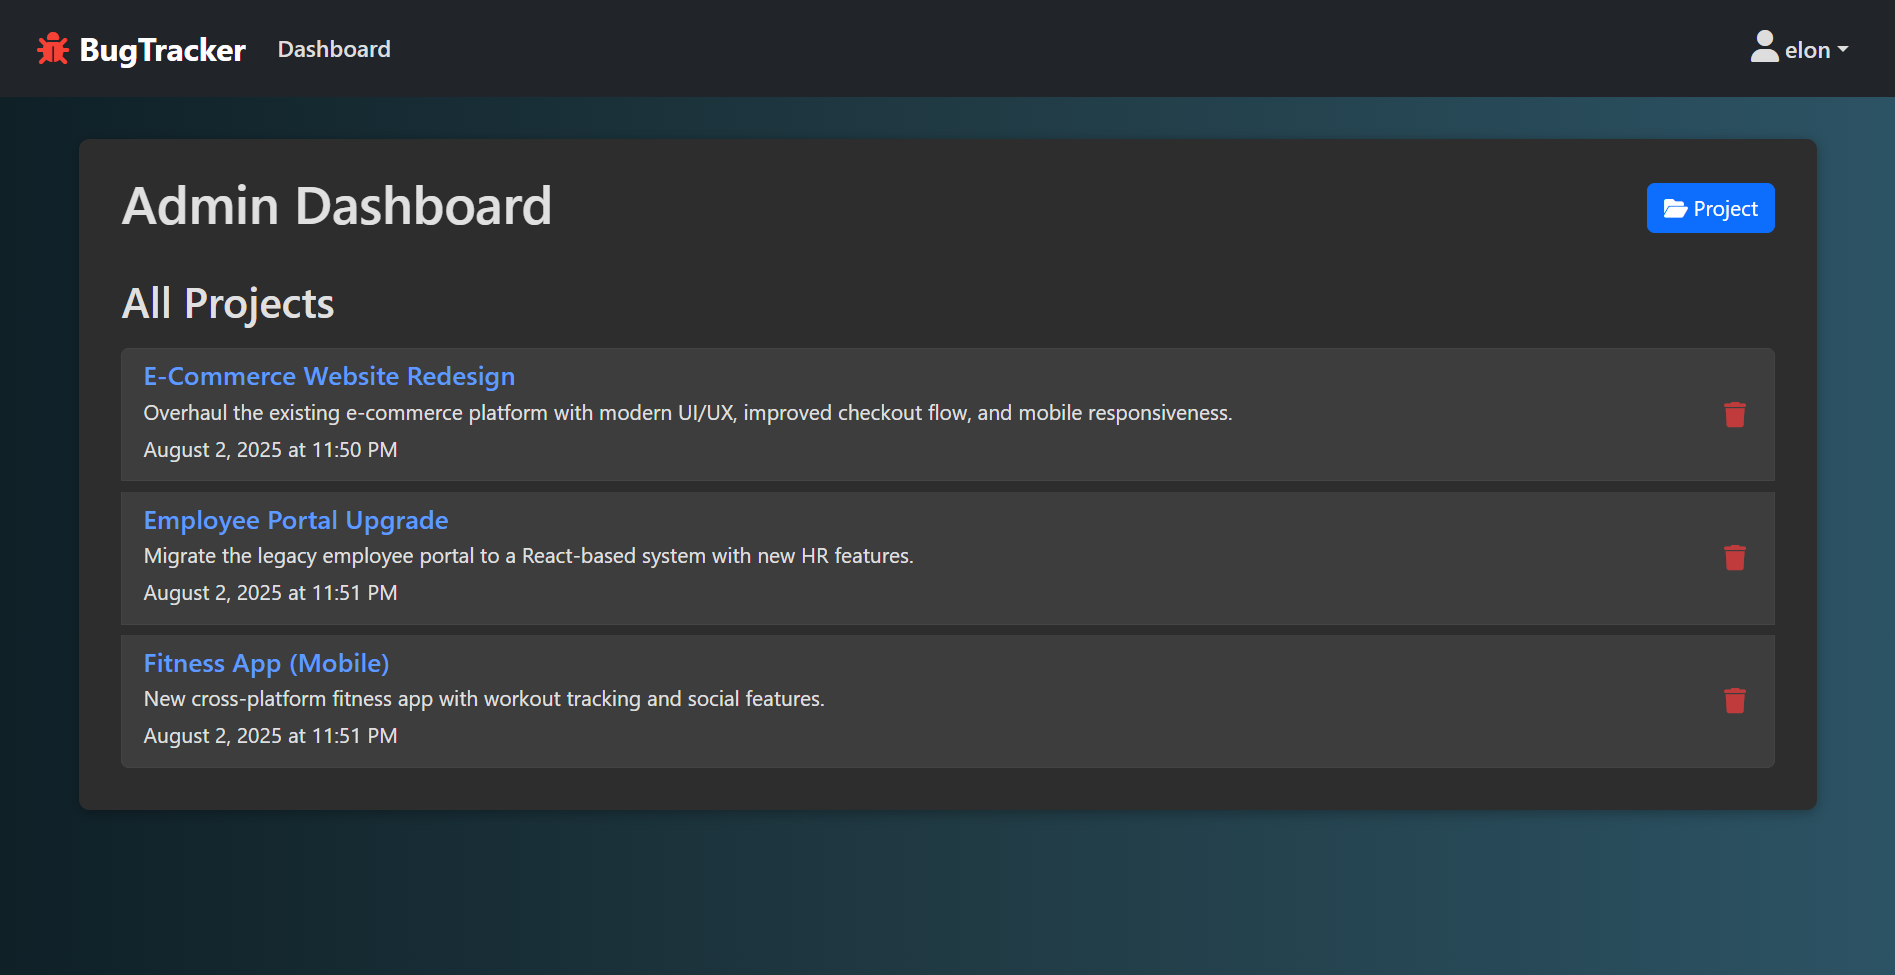 BugTracker
Dashboard
elon
Admin Dashboard
Project
All Projects
E-Commerce Website Redesign
Overhaul the existing e-commerce platform with modern UI/UX, improved checkout flow, and mobile responsiveness.
August 2, 2025 at 11:50 PM
Employee Portal Upgrade
Migrate the legacy employee portal to a React-based system with new HR features.
August 2, 2025 at 11:51 PM
Fitness App (Mobile)
New cross-platform fitness app with workout tracking and social features.
August 2, 2025 at 11:51 PM